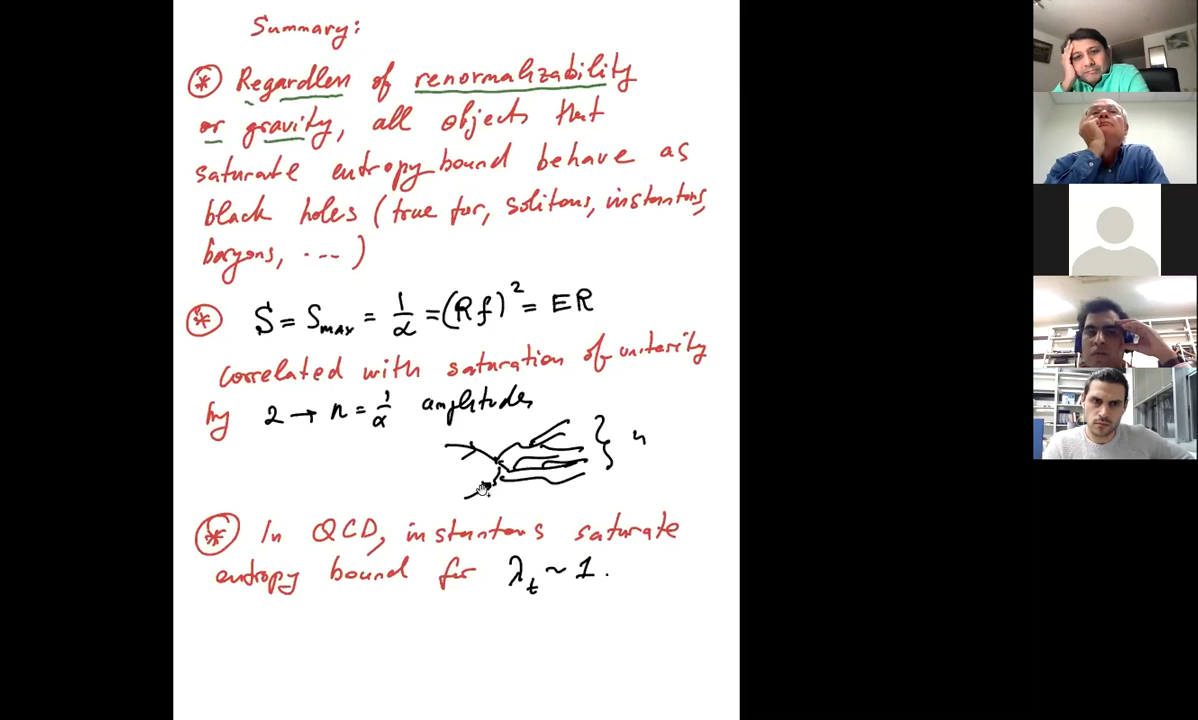 Summary:
* Regardless of renormalizability
or gravity, all objects that
saturate entropy bound behave as
black holes (true for, solitons, instantons,
baryons, ... )
* S = S_MAX = 1/α = (Rf)^2 = ER
correlated with saturation of unitarity
by 2 → n = 1/α amplitudes
n
* In QCD, instantons saturate
entropy bound for λ_t ~ 1.